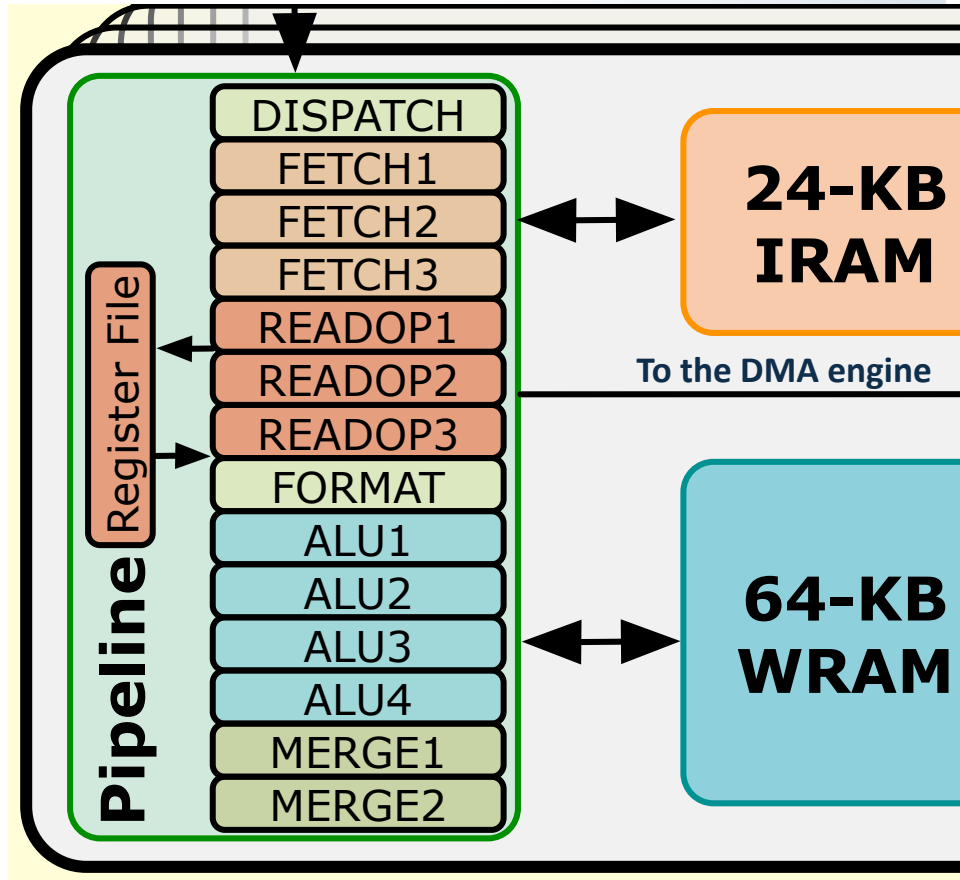 DISPATCH
FETCH1
FETCH2
FETCH3
READOP1
READOP2
READOP3
FORMAT
ALU1
ALU2
ALU3
ALU4
MERGE1
MERGE2
Register File
Pipeline
24-KB
IRAM
To the DMA engine
64-KB
WRAM